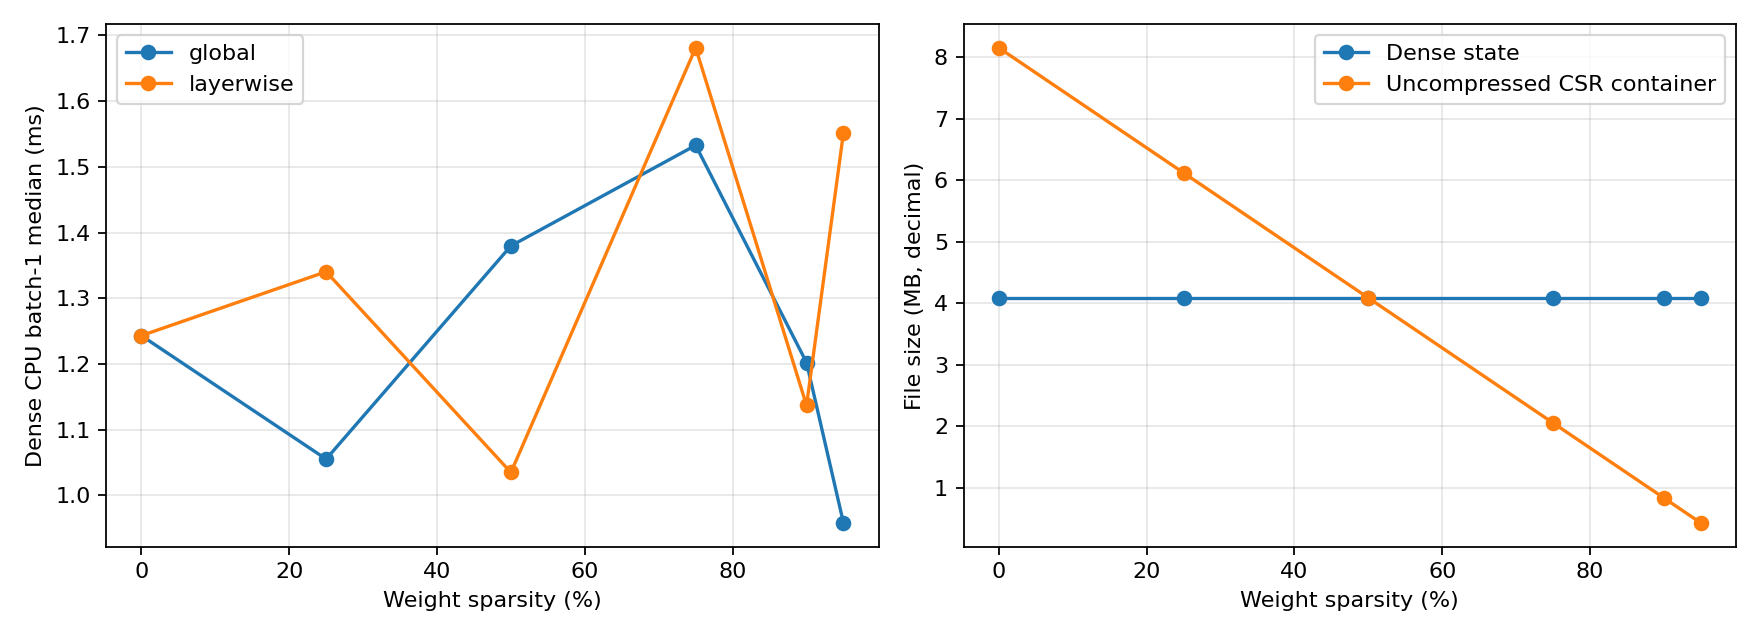 1.7
1.6
1.5
1.4
1.3
1.2
1.1
1.0
Dense CPU batch-1 median (ms)
global
layerwise
0 20 40 60 80
Weight sparsity (%)
8
7
6
5
4
3
2
1
File size (MB, decimal)
Dense state
Uncompressed CSR container
0 20 40 60 80
Weight sparsity (%)